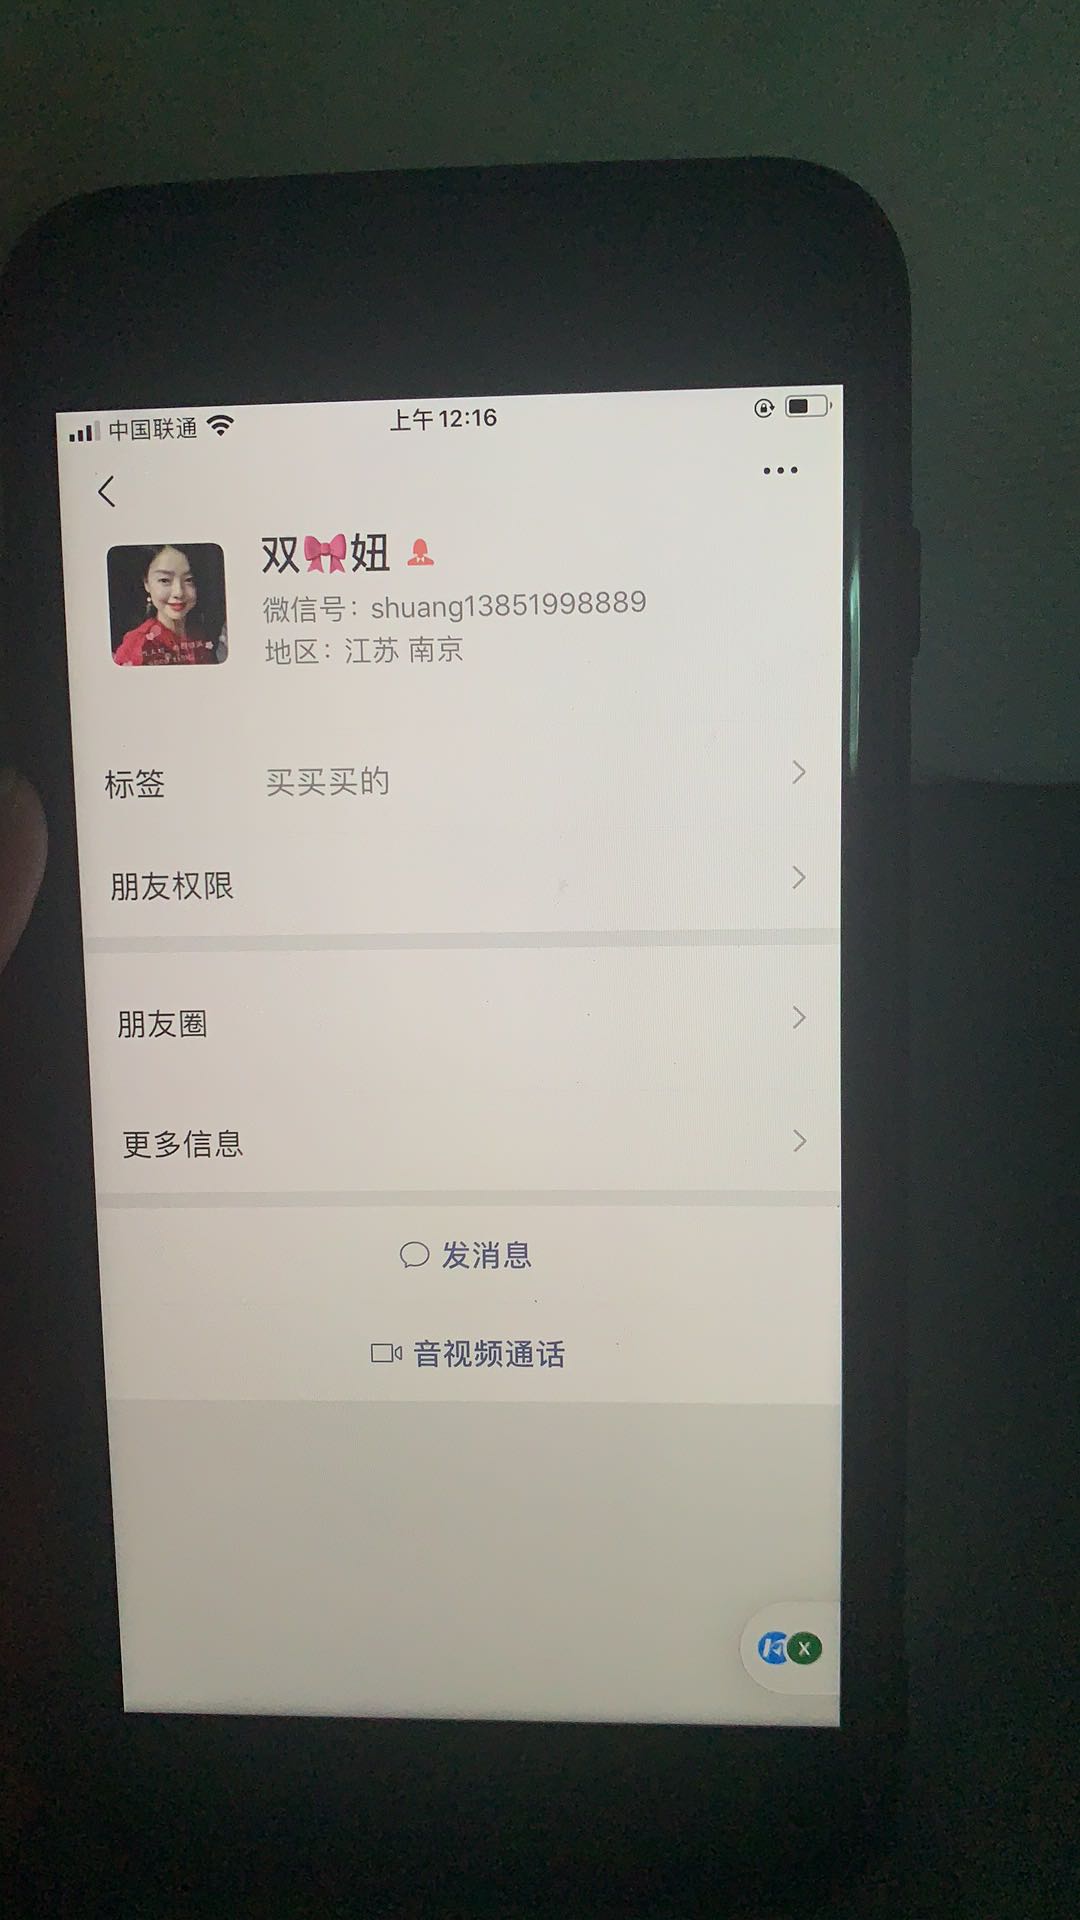 中国联通
上午12:16
双🎀妞
微信号：shuang13851998889
地区：江苏 南京
标签 买买买的
朋友权限
朋友圈
更多信息
发消息
音视频通话
X